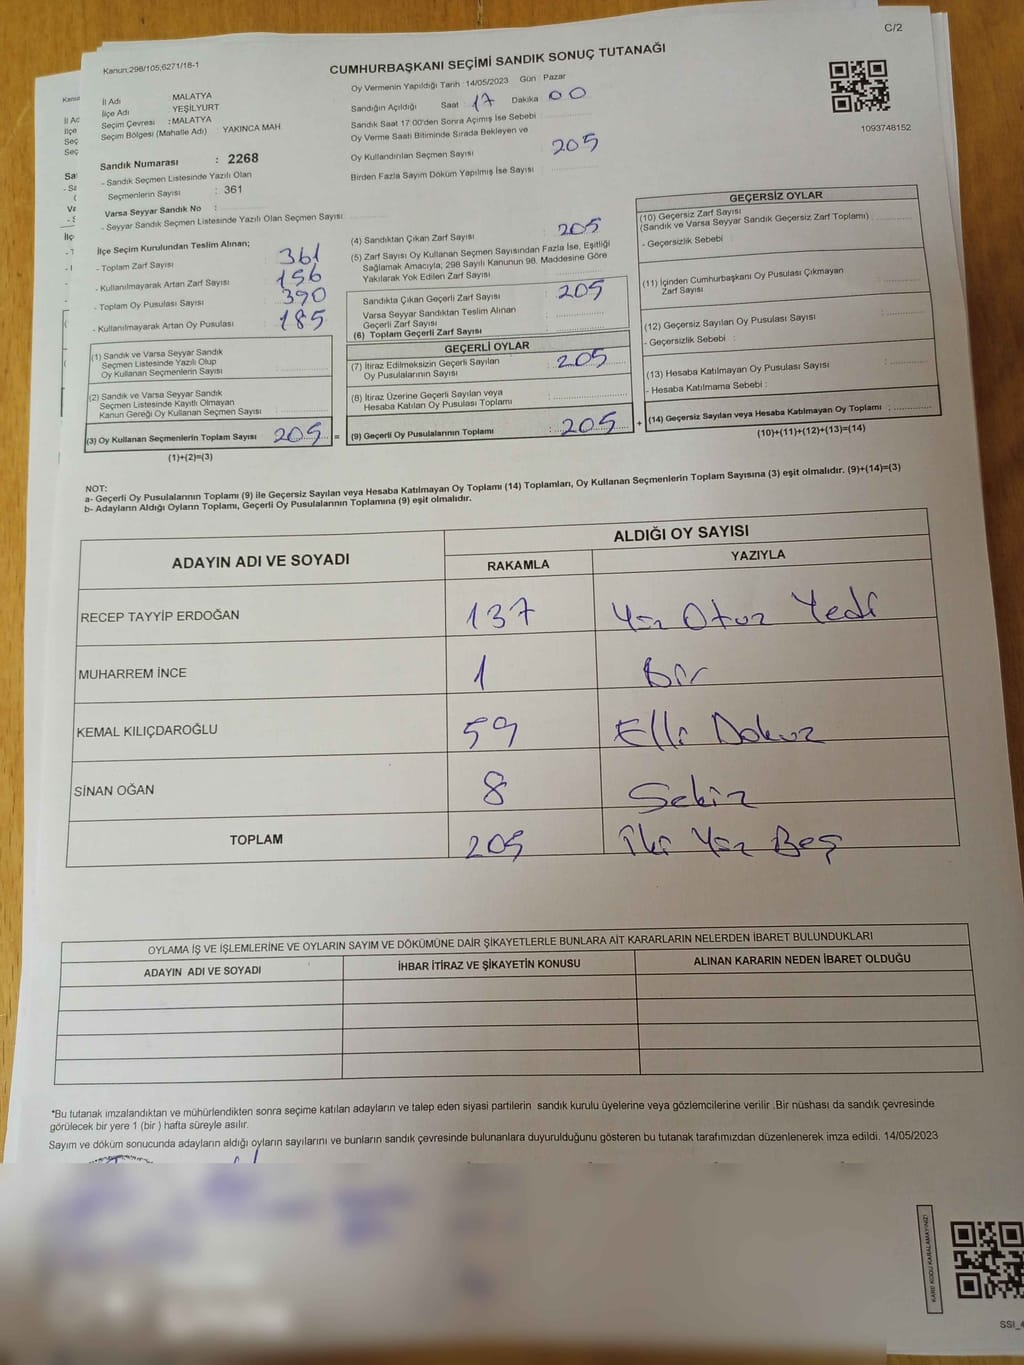 C/2
Kanun;298/105,6271/18-1
CUMHURBAŞKANI SEÇİMİ SANDIK SONUÇ TUTANAĞI
İl Adı MALATYA
İlçe Adı YEŞİLYURT
Seçim Çevresi : MALATYA
Seçim Bölgesi (Mahalle Adı) YAKINCA MAH
Sandık Numarası : 2268
- Sandık Seçmen Listesinde Yazılı Olan
Seçmenlerin Sayısı : 361
Varsa Seyyar Sandık No :
- Seyyar Sandık Seçmen Listesinde Yazılı Olan Seçmen Sayısı:
Oy Vermenin Yapıldığı Tarih : 14/05/2023 Gün : Pazar
Sandığın Açıldığı Saat : 17 Dakika : 00
Sandık Saat 17:00'den Sonra Açımış İse Sebebi :
Oy Verme Saati Bitiminde Sırada Bekleyen ve
Oy Kullandırılan Seçmen Sayısı : 205
Birden Fazla Sayım Döküm Yapılmış İse Sayısı :
1093748152
İlçe Seçim Kurulundan Teslim Alınan;
- Toplam Zarf Sayısı : 361
- Kullanılmayarak Artan Zarf Sayısı : 156
- Toplam Oy Pusulası Sayısı : 390
- Kullanılmayarak Artan Oy Pusulası : 185
(1) Sandık ve Varsa Seyyar Sandık
Seçmen Listesinde Yazılı Olup
Oy Kullanan Seçmenlerin Sayısı :
(2) Sandık ve Varsa Seyyar Sandık
Seçmen Listesinde Kayıtlı Olmayan
Kanun Gereği Oy Kullanan Seçmen Sayısı :
(3) Oy Kullanan Seçmenlerin Toplam Sayısı 205 =
(1)+(2)=(3)
(4) Sandıktan Çıkan Zarf Sayısı : 205
(5) Zarf Sayısı Oy Kullanan Seçmen Sayısından Fazla İse, Eşitliği
Sağlamak Amacıyla, 298 Sayılı Kanunun 98. Maddesine Göre
Yakılarak Yok Edilen Zarf Sayısı :
Sandıkta Çıkan Geçerli Zarf Sayısı : 205
Varsa Seyyar Sandıktan Teslim Alınan
Geçerli Zarf Sayısı :
(6) Toplam Geçerli Zarf Sayısı :
GEÇERLİ OYLAR
(7) İtiraz Edilmeksizin Geçerli Sayılan
Oy Pusulalarının Sayısı : 205
(8) İtiraz Üzerine Geçerli Sayılan veya
Hesaba Katılan Oy Pusulası Toplamı :
(9) Geçerli Oy Pusulalarının Toplamı : 205 +
GEÇERSİZ OYLAR
(10) Geçersiz Zarf Sayısı
(Sandık ve Varsa Seyyar Sandık Geçersiz Zarf Toplamı) :
- Geçersizlik Sebebi :
(11) İçinden Cumhurbaşkanı Oy Pusulası Çıkmayan
Zarf Sayısı :
(12) Geçersiz Sayılan Oy Pusulası Sayısı :
- Geçersizlik Sebebi :
(13) Hesaba Katılmayan Oy Pusulası Sayısı :
- Hesaba Katılmama Sebebi :
(14) Geçersiz Sayılan veya Hesaba Katılmayan Oy Toplamı :
(10)+(11)+(12)+(13)=(14)
NOT:
a- Geçerli Oy Pusulalarının Toplamı (9) ile Geçersiz Sayılan veya Hesaba Katılmayan Oy Toplamı (14) Toplamları, Oy Kullanan Seçmenlerin Toplam Sayısına (3) eşit olmalıdır. (9)+(14)=(3)
b- Adayların Aldığı Oyların Toplamı, Geçerli Oy Pusulalarının Toplamına (9) eşit olmalıdır.
ADAYIN ADI VE SOYADI
ALDIĞI OY SAYISI
RAKAMLA YAZIYLA
RECEP TAYYİP ERDOĞAN 137 Yüz Otuz Yedi
MUHARREM İNCE 1 Bir
KEMAL KILIÇDAROĞLU 59 Elli Dokuz
SİNAN OĞAN 8 Sekiz
TOPLAM 205 İki Yüz Beş
OYLAMA İŞ VE İŞLEMLERİNE VE OYLARIN SAYIM VE DÖKÜMÜNE DAİR ŞİKAYETLERLE BUNLARA AİT KARARLARIN NELERDEN İBARET BULUNDUKLARI
ADAYIN ADI VE SOYADI İHBAR İTİRAZ VE ŞİKAYETİN KONUSU ALINAN KARARIN NEDEN İBARET OLDUĞU
*Bu tutanak imzalandıktan ve mühürlendikten sonra seçime katılan adayların ve talep eden siyasi partilerin sandık kurulu üyelerine veya gözlemcilerine verilir .Bir nüshası da sandık çevresinde
görülecek bir yere 1 (bir ) hafta süreyle asılır.
Sayım ve döküm sonucunda adayların aldığı oyların sayılarını ve bunların sandık çevresinde bulunanlara duyurulduğunu gösteren bu tutanak tarafımızdan düzenlenerek imza edildi. 14/05/2023
KARE KODU KARALAMAYINIZ!